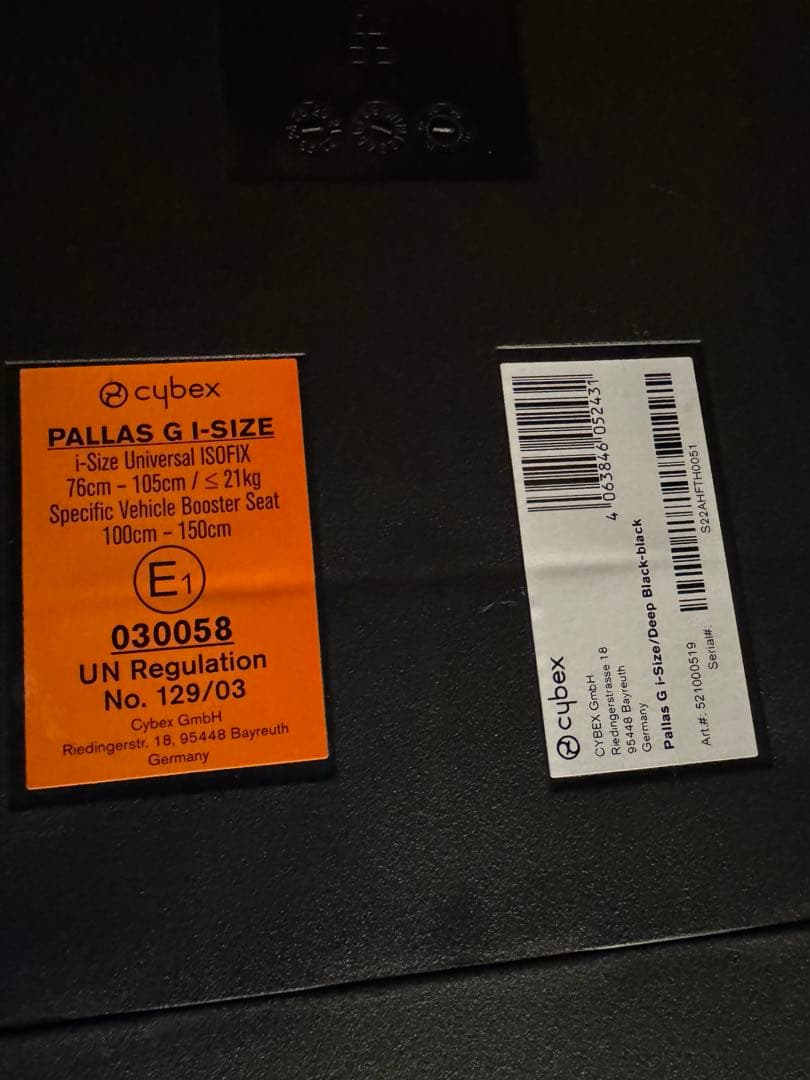 cybex
PALLAS G I-SIZE
i-Size Universal ISOFIX
76cm – 105cm / ≤ 21kg
Specific Vehicle Booster Seat
100cm – 150cm
E1
030058
UN Regulation
No. 129/03
Cybex GmbH
Riedingerstr. 18, 95448 Bayreuth
Germany
4 063846 052431
cybex
CYBEX GmbH
Riedingerstrasse 18
95448 Bayreuth
Germany
Pallas G i-Size/Deep Black-black
Art.#: 521000519
Serial#:
S22AHFTH0051